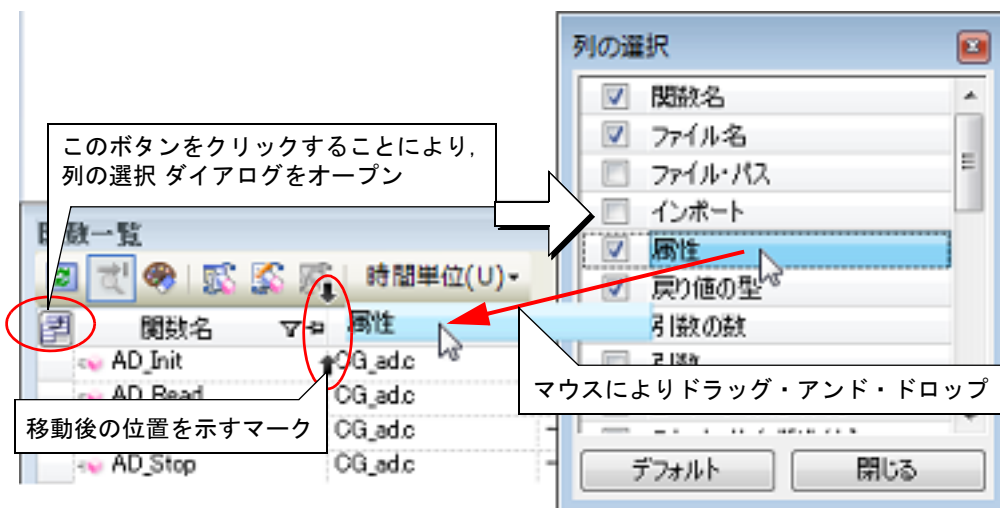 列の選択
関数名
ファイル名
ファイル・パス
インポート
属性
戻り値の型
引数の数
引数
デフォルト
閉じる
このボタンをクリックすることにより,
列の選択 ダイアログをオープン
数一覧
時間単位(U)
関数名
属性
AD_Init
CG_ad.c
AD_Read
CG_ad.c
CG_ad.c
AD_Stop
CG_ad.c
移動後の位置を示すマーク
マウスによりドラッグ・アンド・ドロップ